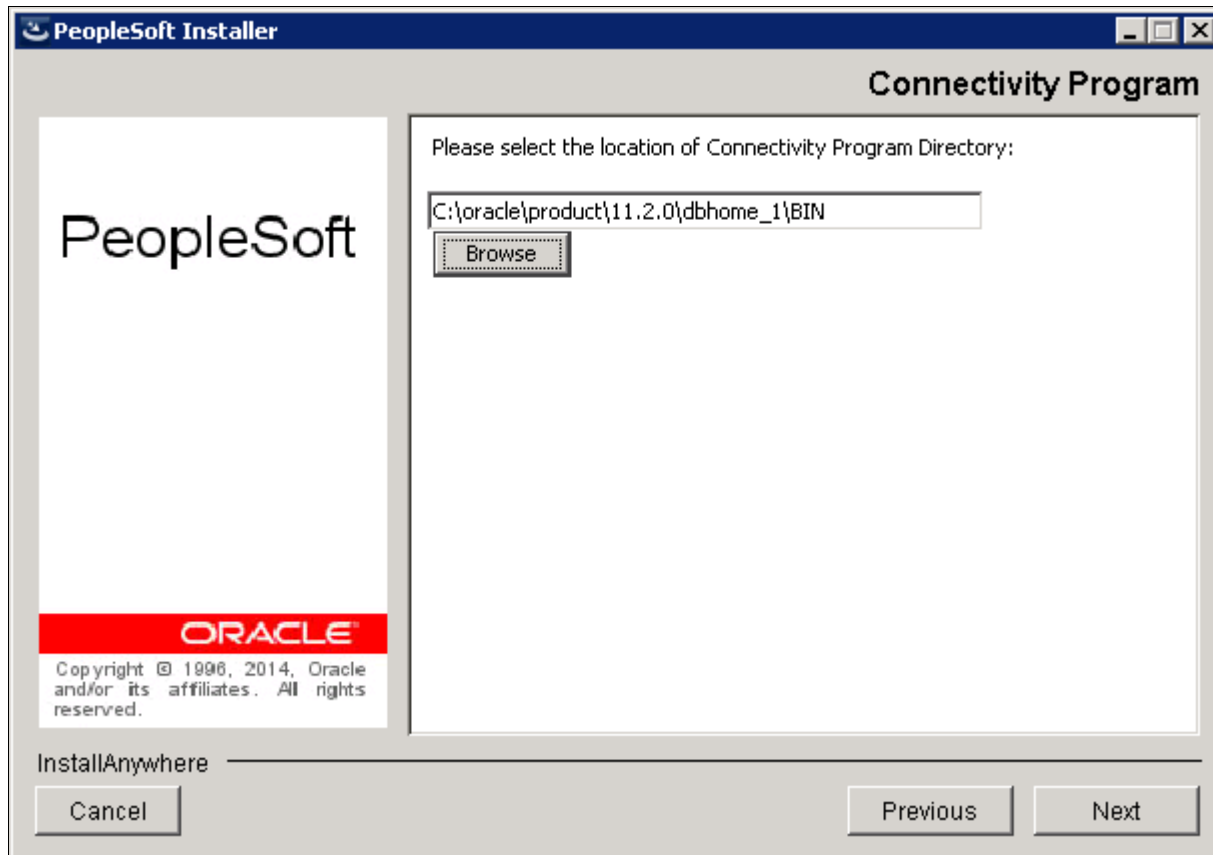 PeopleSoft Installer
Connectivity Program
Please select the location of Connectivity Program Directory:
C:\oracle\product\11.2.0\dbhome_1\BIN
Browse
PeopleSoft
ORACLE
Copyright © 1996, 2014, Oracle
and/or its affiliates. All rights
reserved.
InstallAnywhere
Cancel
Previous
Next